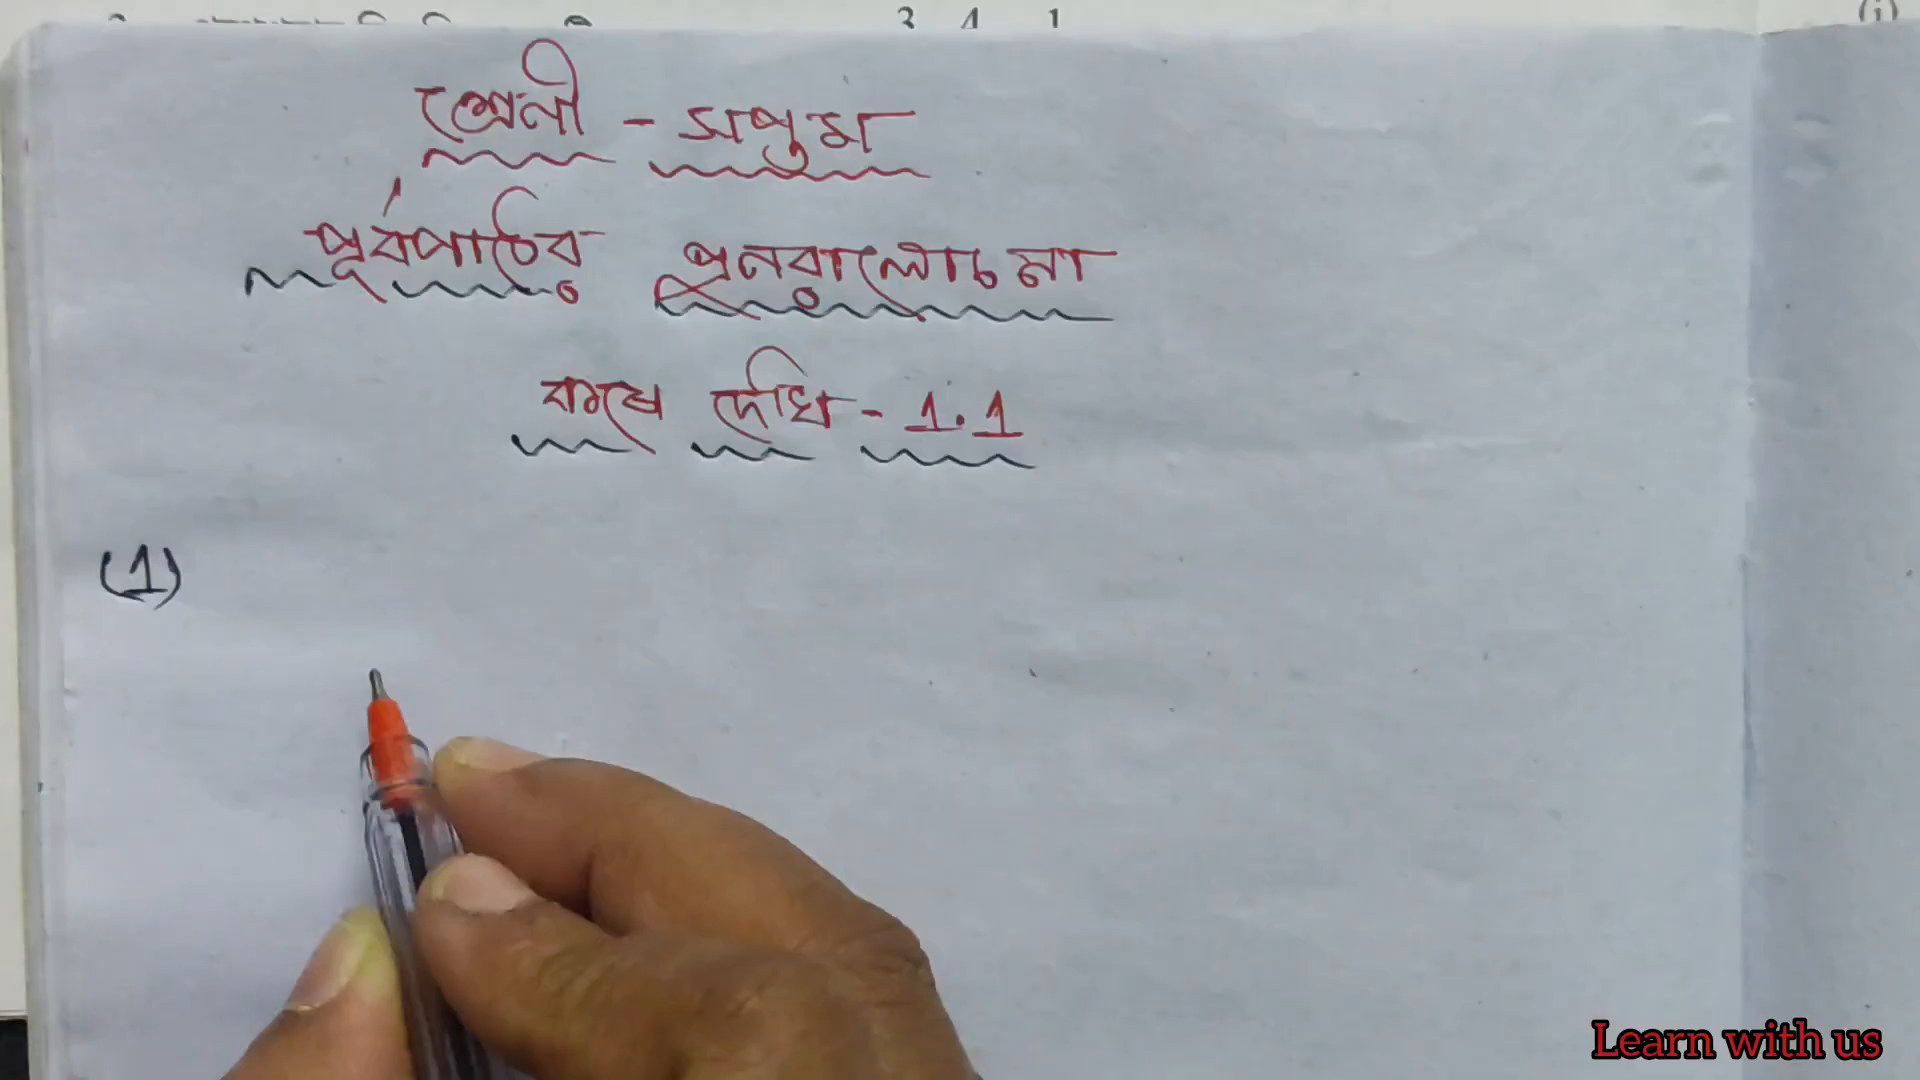 শ্রেনী - সপ্তম
পূর্বপাঠের পুনরালোচনা
কষে দেখি - 1.1
(1)
Learn with us